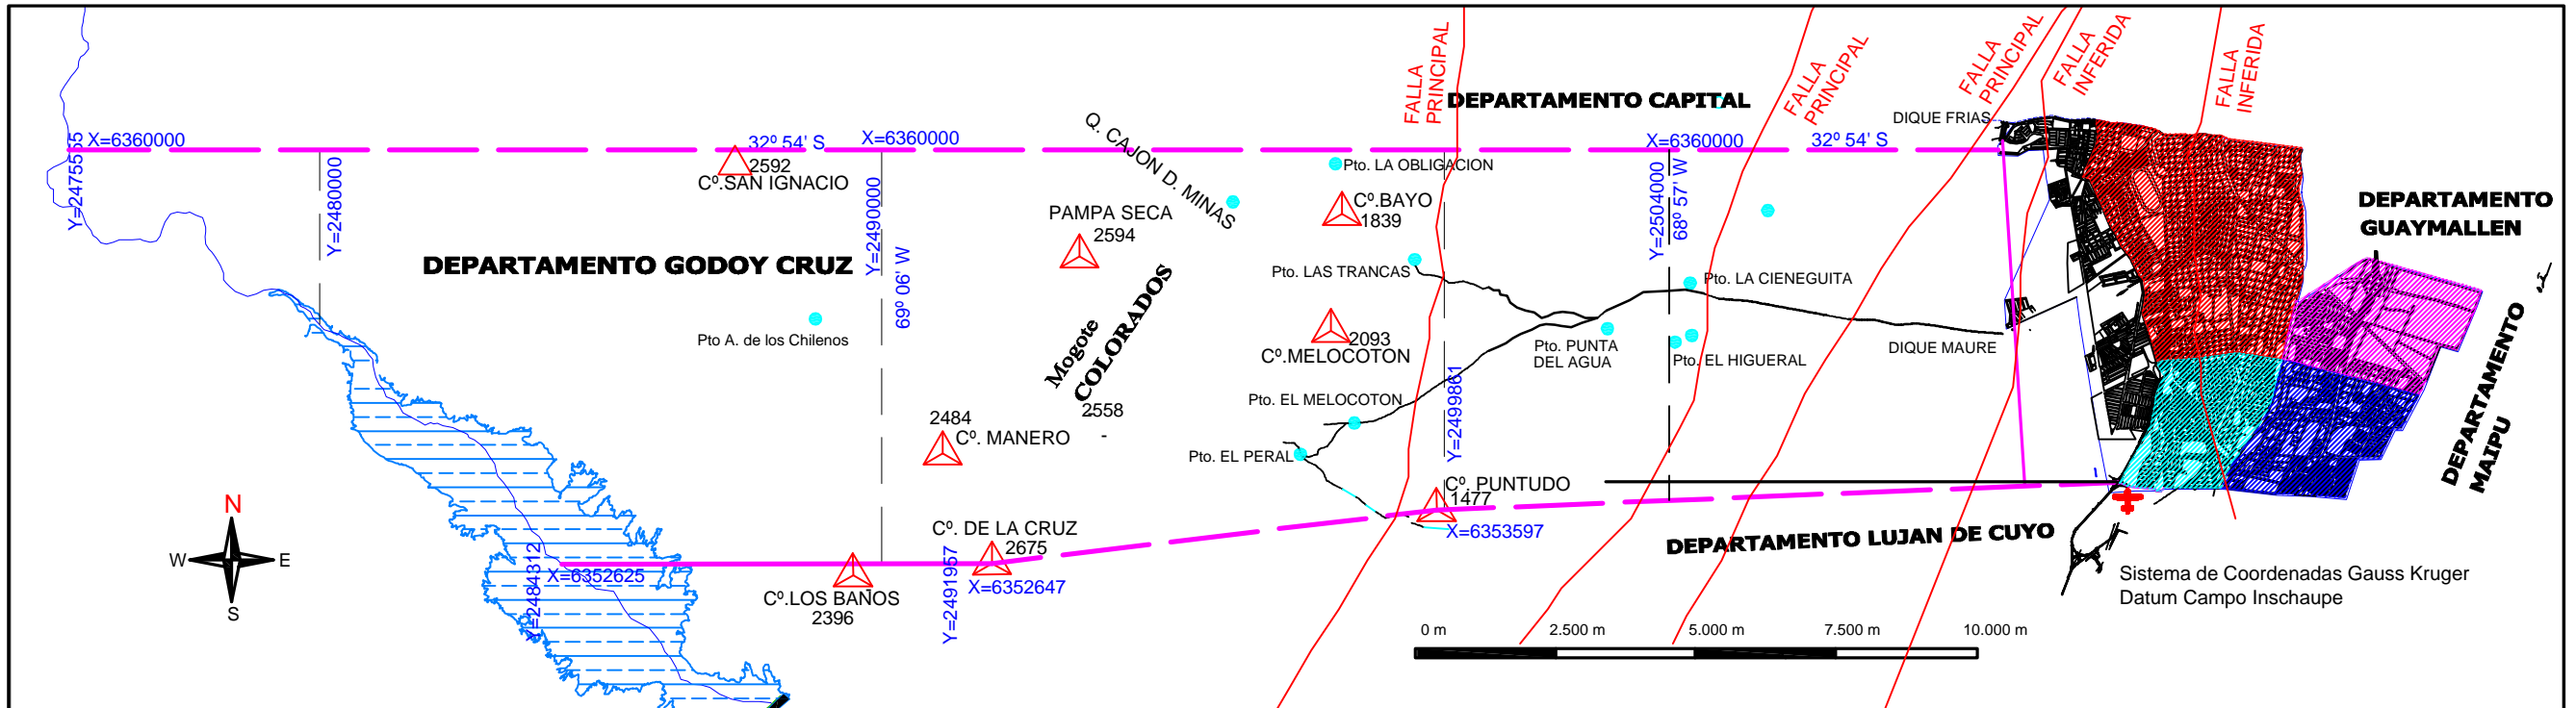 FALLA
PRINCIPAL
DEPARTAMENTO CAPITAL
FALLA
PRINCIPAL
FALLA
PRINCIPAL
FALLA
INFERIDA
FALLA
INFERIDA
DIQUE FRIAS
X=6360000
32º 54' S
X=6360000
X=6360000
32º 54' S
Y=2475555
Y=2480000
2592
Cº.SAN IGNACIO
Y=2490000
69º 06' W
Q. CAJON D. MINAS
Pto. LA OBLIGACION
Y=2504000
68º 57' W
PAMPA SECA
2594
Cº.BAYO
1839
DEPARTAMENTO
GUAYMALLEN
DEPARTAMENTO GODOY CRUZ
Pto. LAS TRANCAS
Pto. LA CIENEGUITA
Pto A. de los Chilenos
Mogote
COLORADOS
2558
-
2093
Cº.MELOCOTON
Pto. PUNTA
DEL AGUA
Pto. EL HIGUERAL
DIQUE MAURE
DEPARTAMENTO
MAIPU
Y=2499861
Pto. EL MELOCOTON
2484
Cº. MANERO
Pto. EL PERAL
Cº. PUNTUDO
1477
X=6353597
N
W
E
S
Cº. DE LA CRUZ
2675
Y=2484312
X=6352625
Y=2491957
X=6352647
Cº.LOS BAÑOS
2396
DEPARTAMENTO LUJAN DE CUYO
Sistema de Coordenadas Gauss Kruger
Datum Campo Inschaupe
0 m
2.500 m
5.000 m
7.500 m
10.000 m